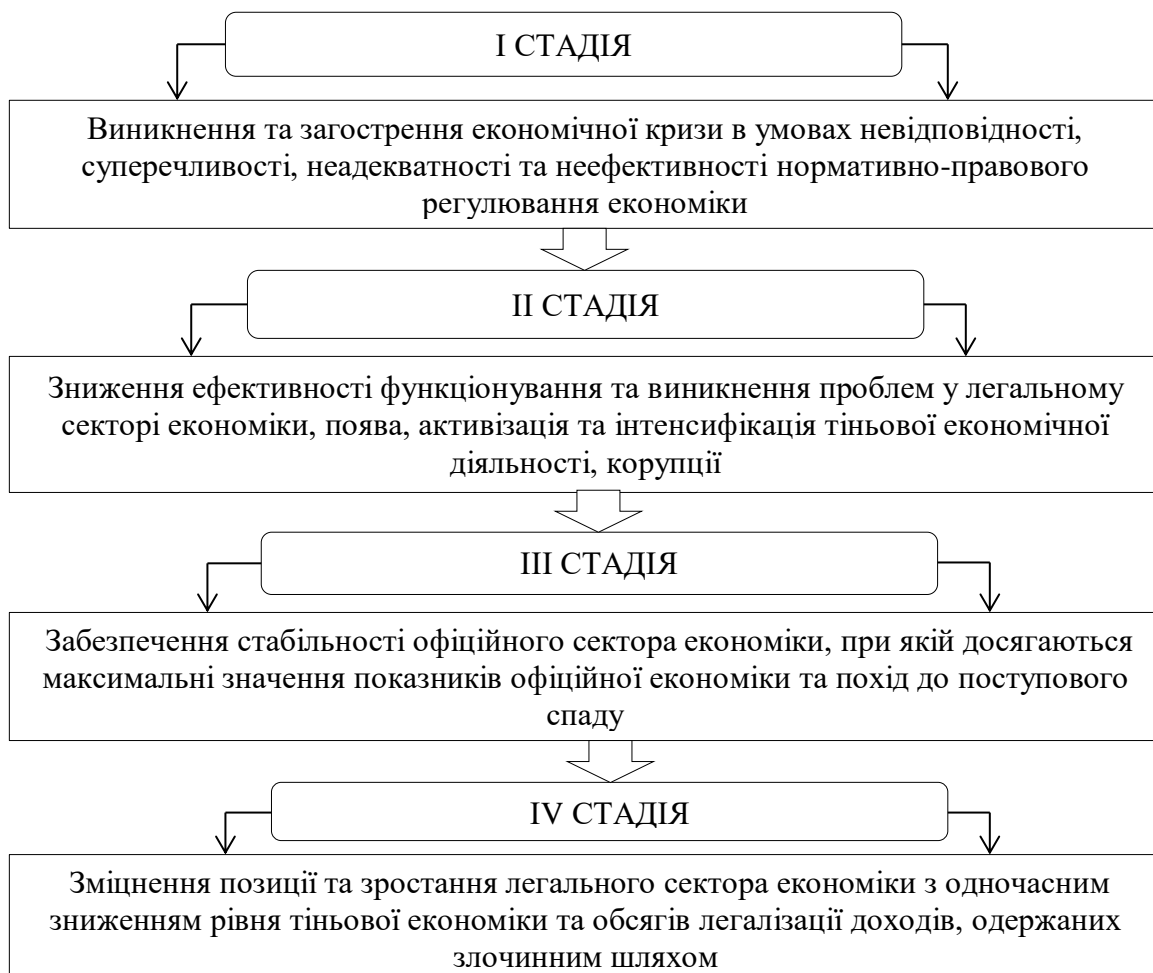 І СТАДІЯ
Виникнення та загострення економічної кризи в умовах невідповідності,
суперечливості, неадекватності та неефективності нормативно-правового
регулювання економіки
ІІ СТАДІЯ
Зниження ефективності функціонування та виникнення проблем у легальному
секторі економіки, поява, активізація та інтенсифікація тіньової економічної
діяльності, корупції
ІІІ СТАДІЯ
Забезпечення стабільності офіційного сектора економіки, при якій досягаються
максимальні значення показників офіційної економіки та похід до поступового
спаду
IV СТАДІЯ
Зміцнення позиції та зростання легального сектора економіки з одночасним
зниженням рівня тіньової економіки та обсягів легалізації доходів, одержаних
злочинним шляхом